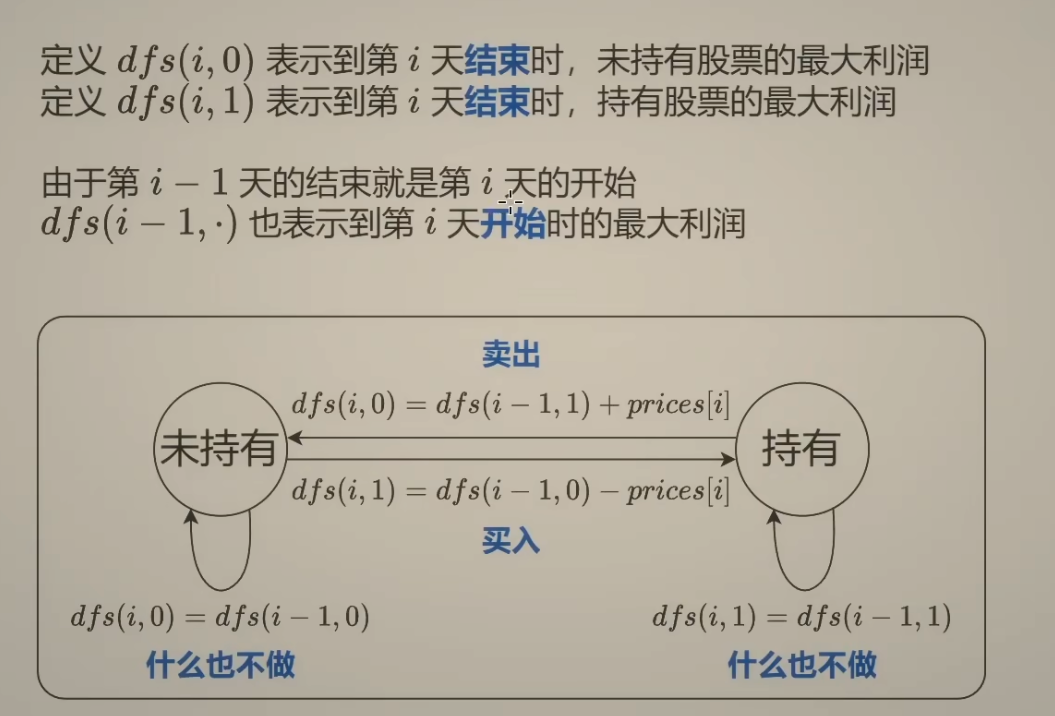 定义 dfs(i, 0) 表示到第 i 天结束时，未持有股票的最大利润
定义 dfs(i, 1) 表示到第 i 天结束时，持有股票的最大利润
由于第 i − 1 天的结束就是第 i 天的开始
dfs(i − 1, ·) 也表示到第 i 天开始时的最大利润
卖出
dfs(i, 0) = dfs(i − 1, 1) + prices[i]
未持有
持有
dfs(i, 1) = dfs(i − 1, 0) − prices[i]
买入
dfs(i, 0) = dfs(i − 1, 0)
dfs(i, 1) = dfs(i − 1, 1)
什么也不做
什么也不做